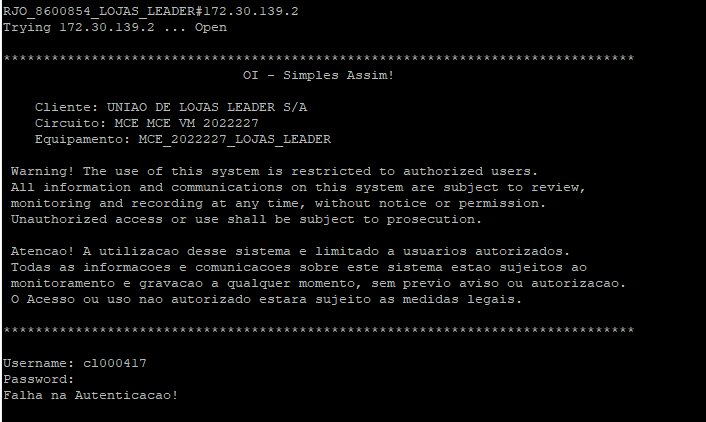 RJO_8600854_LOJAS_LEADER#172.30.139.2
Trying 172.30.139.2 ... Open
*******************************************************************************
OI - Simples Assim!
Cliente: UNIAO DE LOJAS LEADER S/A
Circuito: MCE MCE VM 2022227
Equipamento: MCE_2022227_LOJAS_LEADER
Warning! The use of this system is restricted to authorized users.
All information and communications on this system are subject to review,
monitoring and recording at any time, without notice or permission.
Unauthorized access or use shall be subject to prosecution.
Atencao! A utilizacao desse sistema e limitado a usuarios autorizados.
Todas as informacoes e comunicacoes sobre este sistema estao sujeitos ao
monitoramento e gravacao a qualquer momento, sem previo aviso ou autorizacao.
O Acesso ou uso nao autorizado estara sujeito as medidas legais.
*******************************************************************************
Username: cl000417
Password:
Falha na Autenticacao!